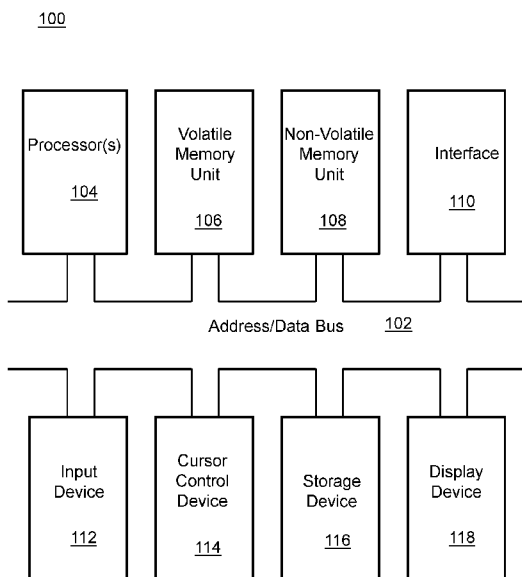 100
Processor(s)
104
Volatile
Memory
Unit
106
Non-Volatile
Memory
Unit
108
Interface
110
Address/Data Bus 102
Input
Device
112
Cursor
Control
Device
114
Storage
Device
116
Display
Device
118